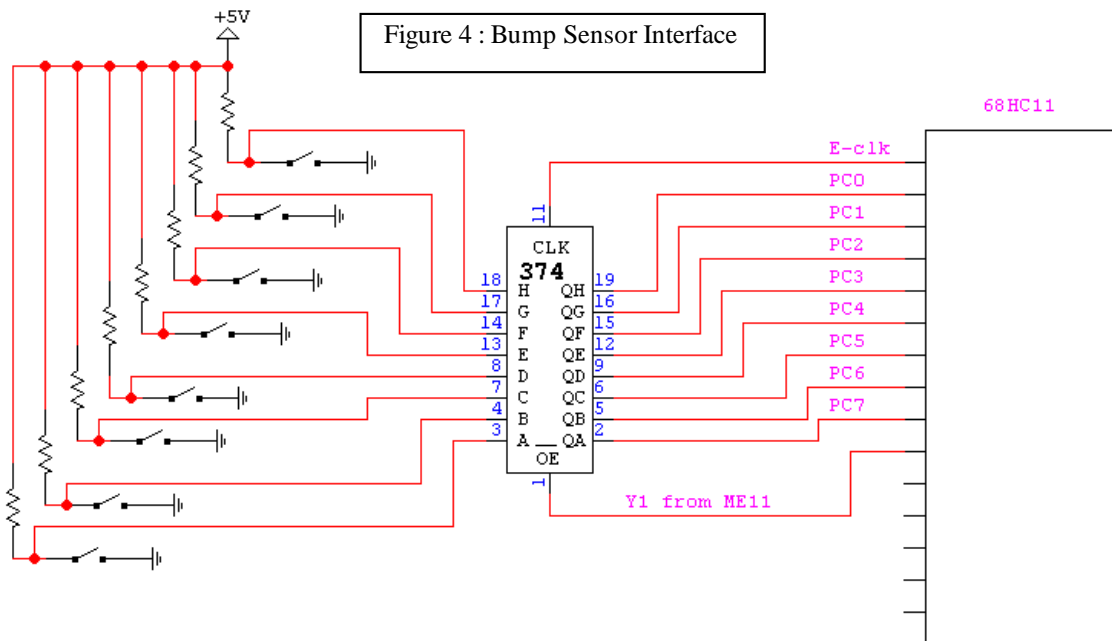 +5V
Figure 4 : Bump Sensor Interface
68HC11
E-clk
PC0
PC1
PC2
PC3
PC4
PC5
PC6
PC7
11
CLK
374
18 H QH 19
17 G QG 16
14 F QF 15
13 E QE 12
8 D QD 9
7 C QC 6
4 B QB 5
3 A QA 2
OE
1
Y1 from ME11